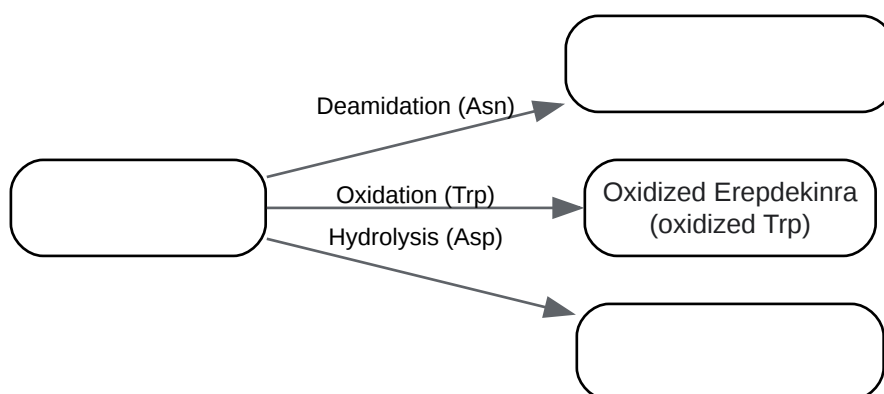 Deamidation (Asn)
Oxidation (Trp)
Oxidized Erepdekinra
(oxidized Trp)
Hydrolysis (Asp)